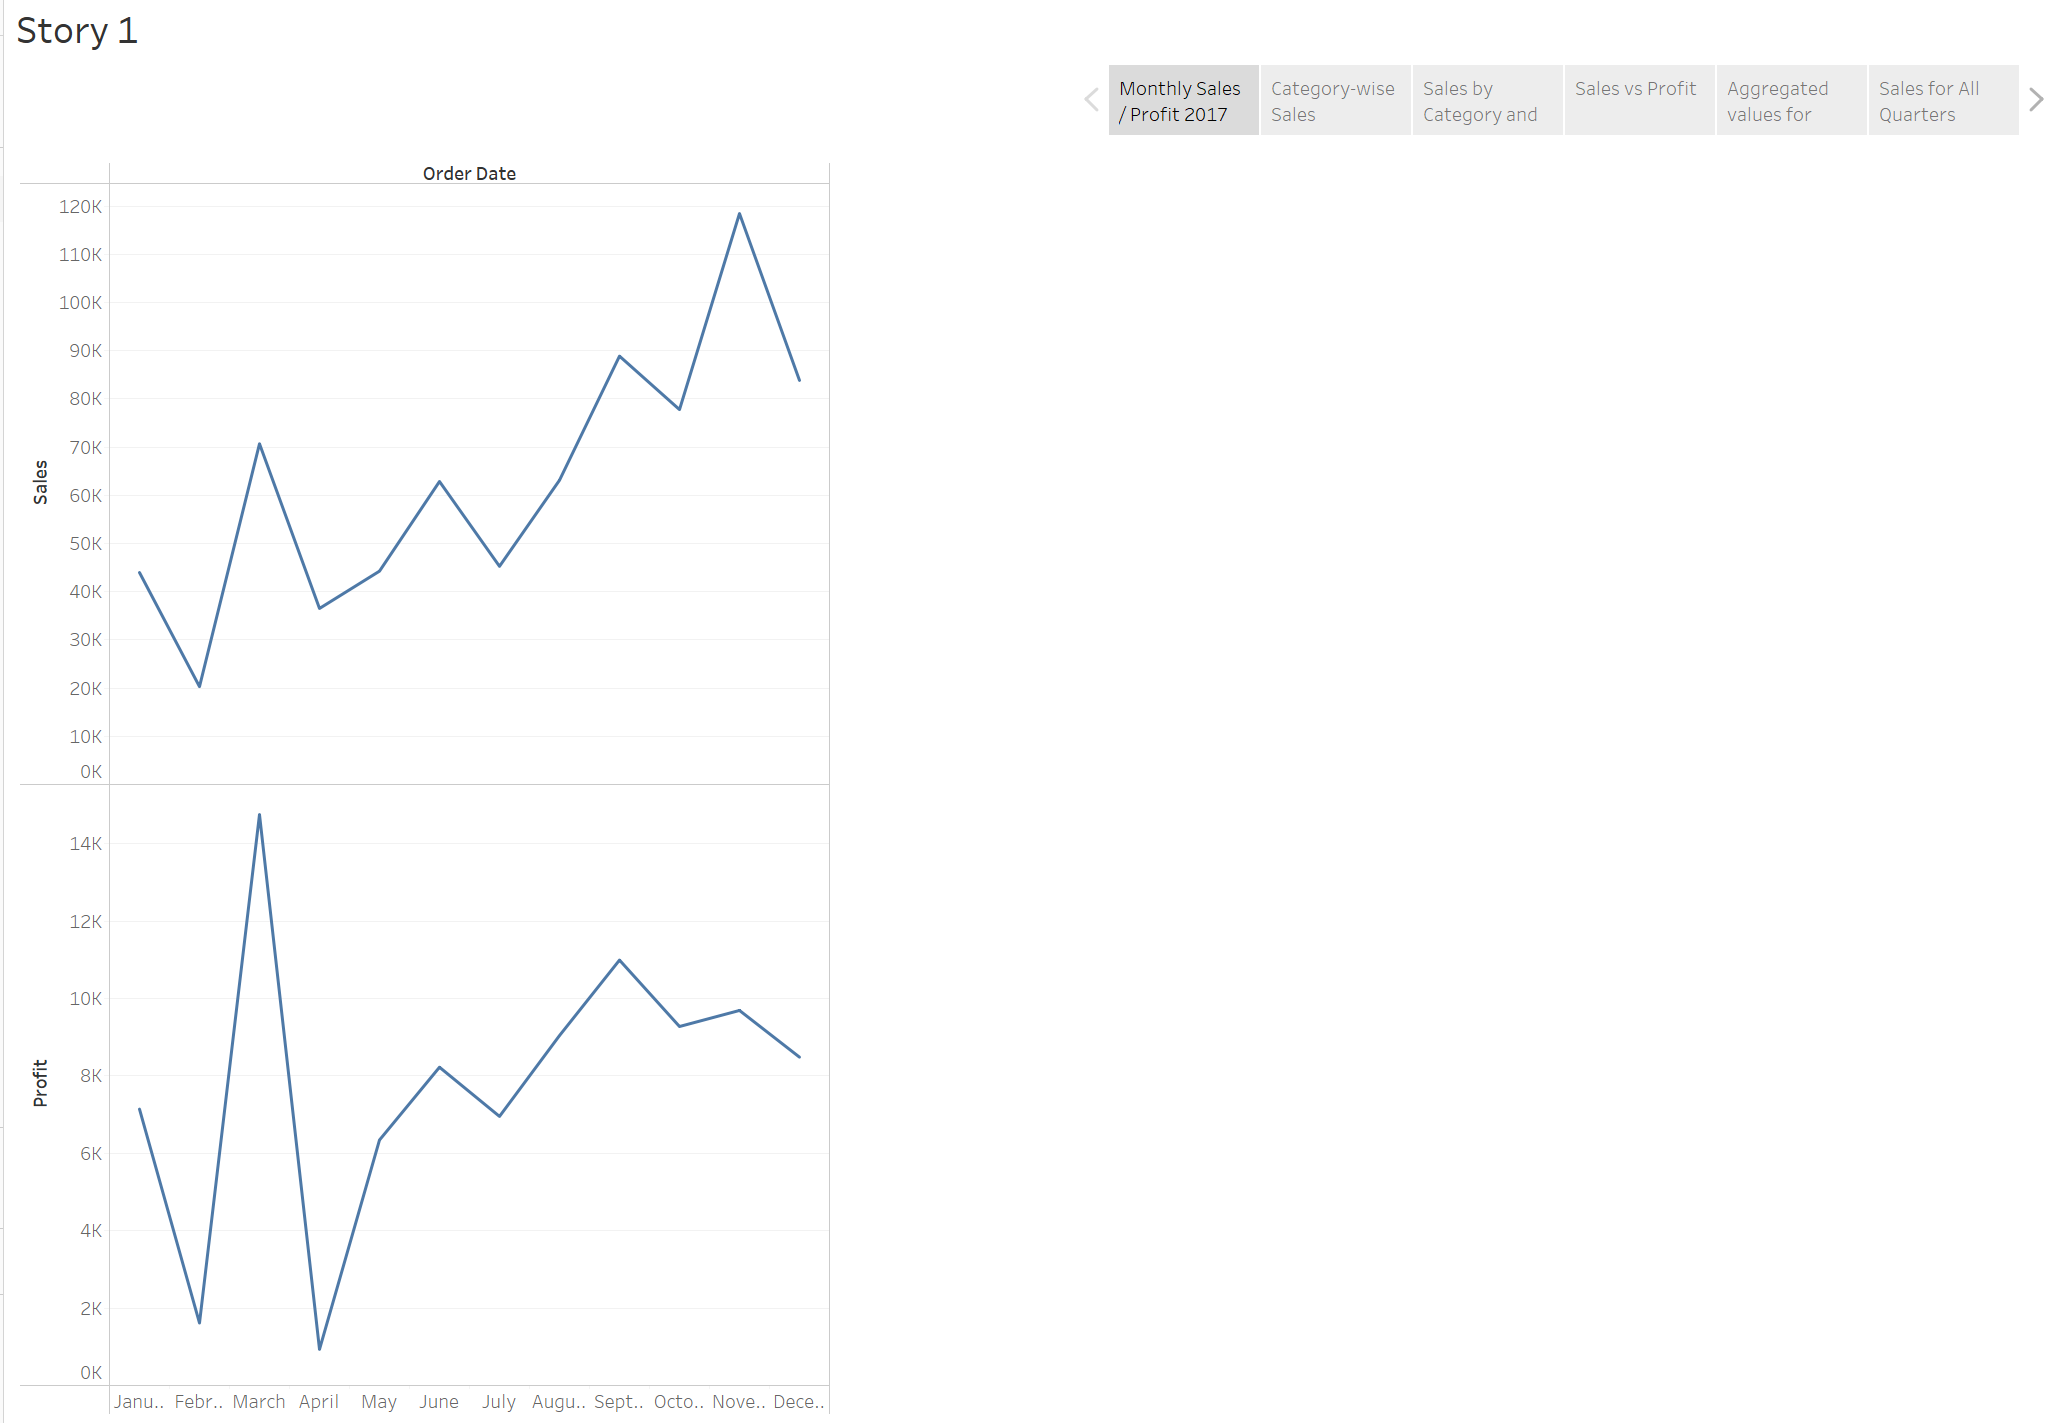 Story 1
Monthly Sales
/ Profit 2017
Category-wise
Sales
Sales by
Category and
Sales vs Profit
Aggregated
values for
Sales for All
Quarters
Order Date
120K
110K
100K
90K
80K
70K
60K
50K
40K
30K
20K
10K
0K
Sales
14K
12K
10K
8K
6K
4K
2K
0K
Profit
Janu.. Febr.. March April May June July Augu.. Sept.. Octo.. Nove.. Dece..